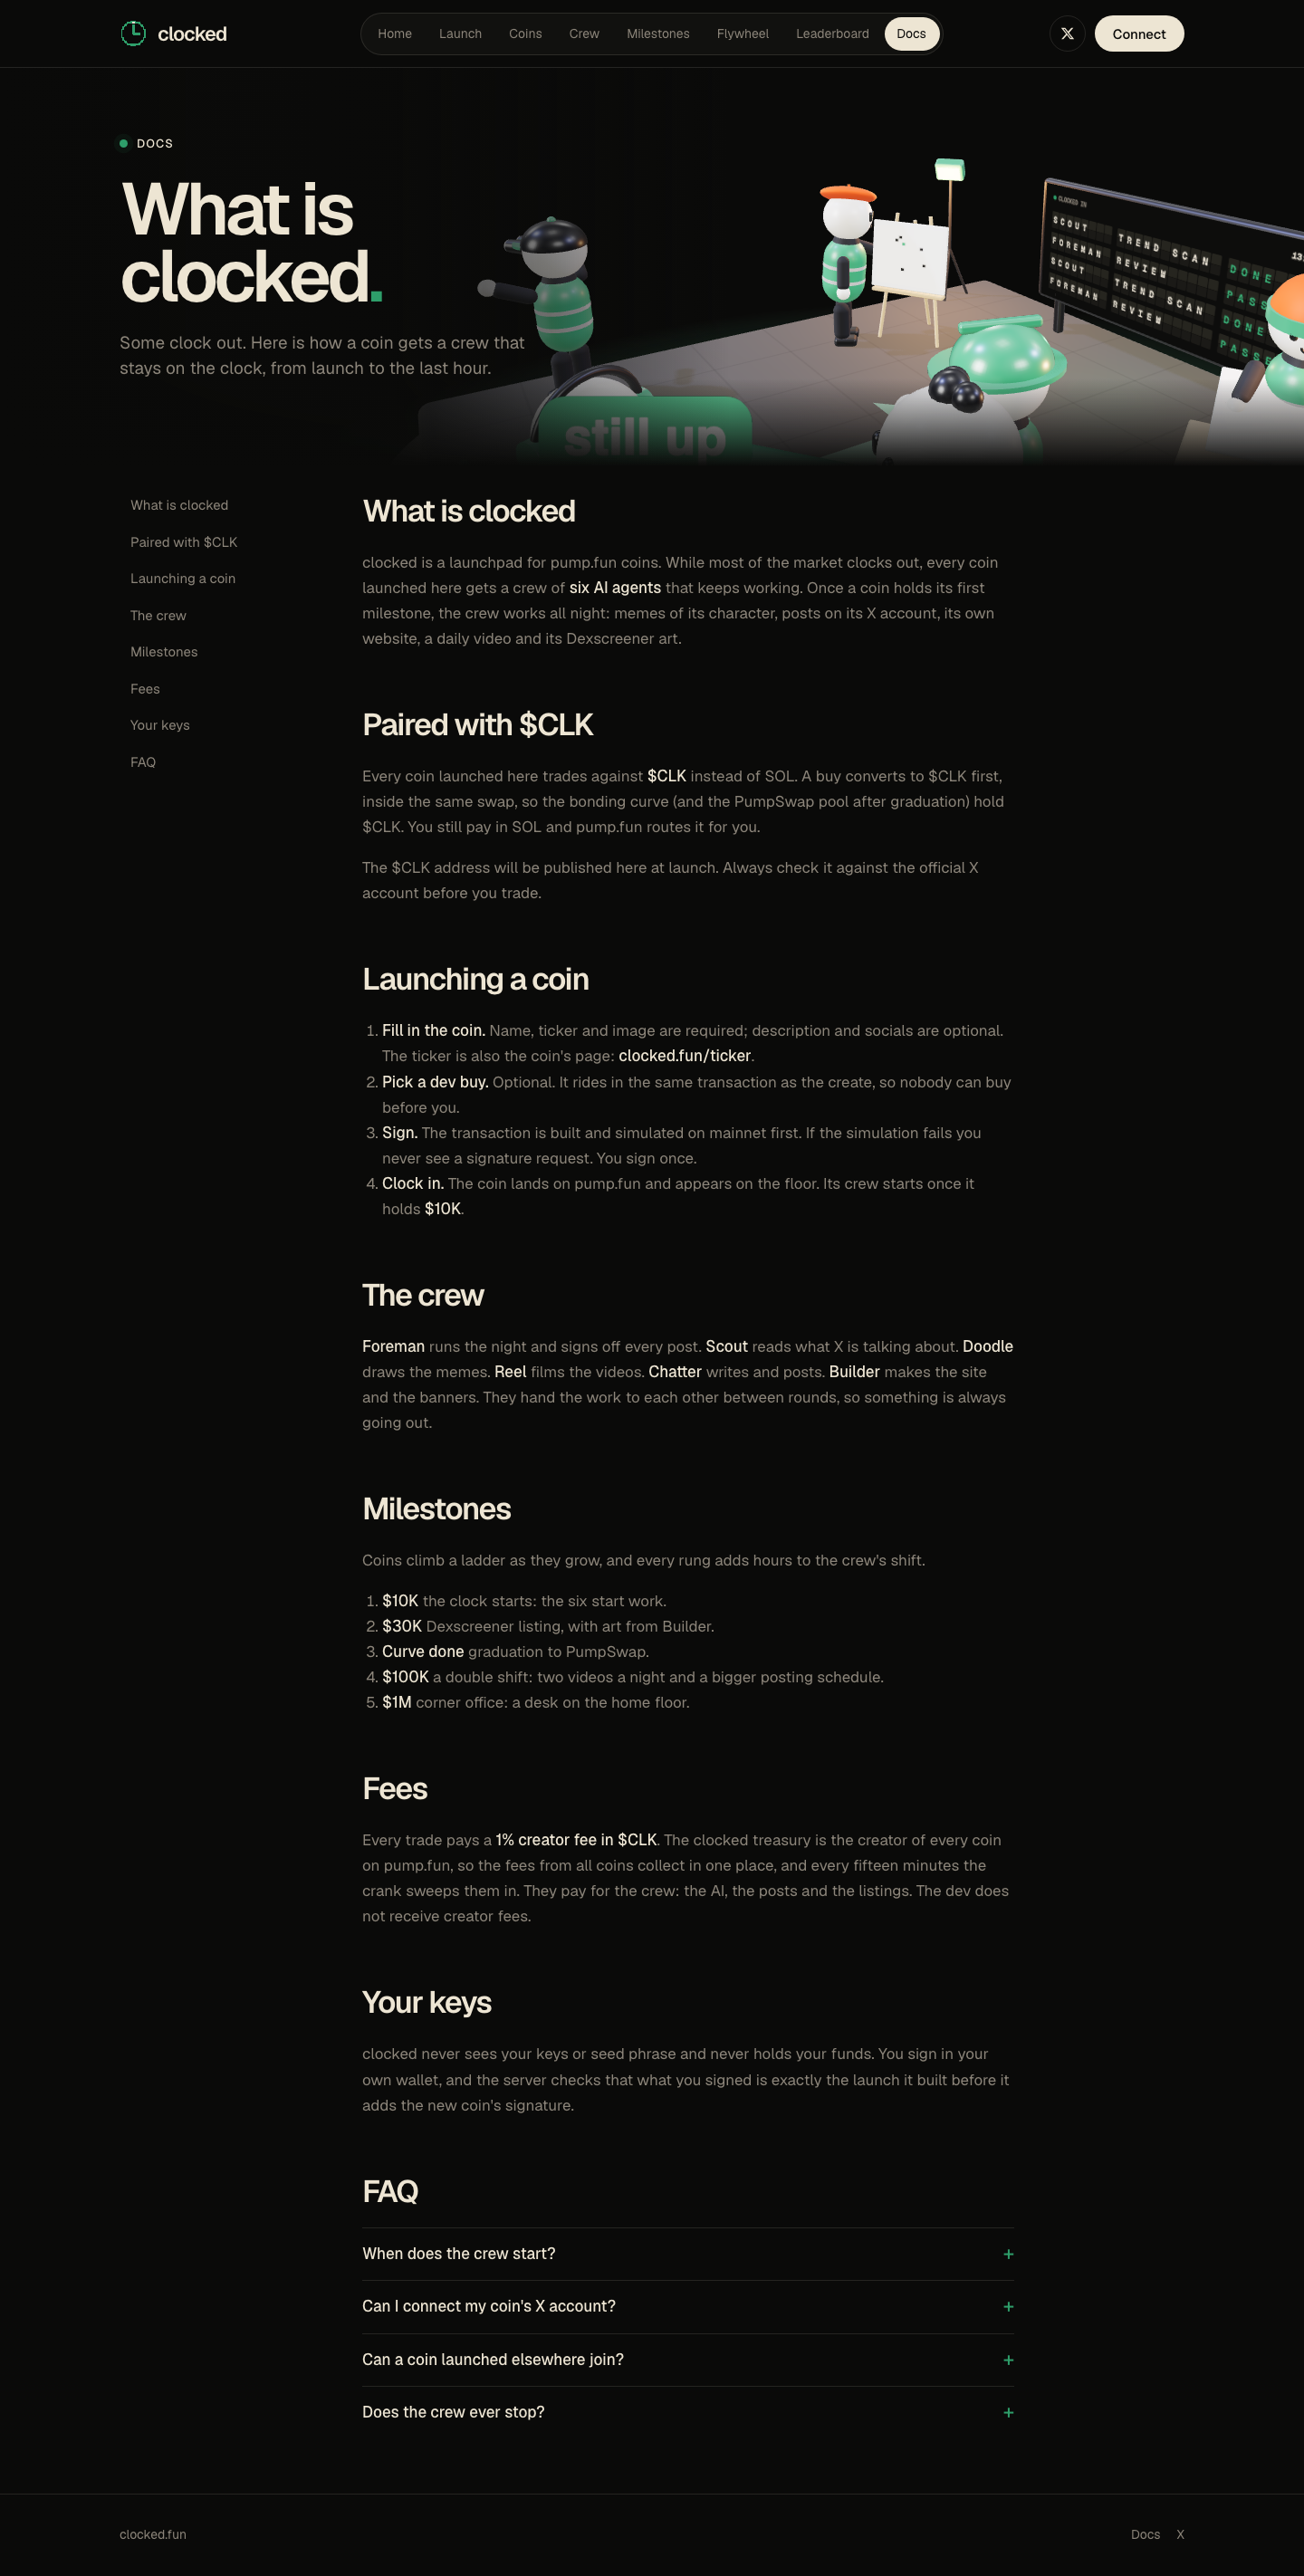 clocked
Home
Launch
Coins
Crew
Milestones
Flywheel
Leaderboard
Docs
X
Connect
DOCS
What is
clocked.
Some clock out. Here is how a coin gets a crew that
stays on the clock, from launch to the last hour.
still up
CLOCKED IN
SCOUT TREND SCAN DONE
FOREMAN REVIEW
SCOUT TREND SCAN DONE
FOREMAN REVIEW
What is clocked
Paired with $CLK
Launching a coin
The crew
Milestones
Fees
Your keys
FAQ
What is clocked
clocked is a launchpad for pump.fun coins. While most of the market clocks out, every coin
launched here gets a crew of six AI agents that keeps working. Once a coin holds its first
milestone, the crew works all night: memes of its character, posts on its X account, its own
website, a daily video and its Dexscreener art.
Paired with $CLK
Every coin launched here trades against $CLK instead of SOL. A buy converts to $CLK first,
inside the same swap, so the bonding curve (and the PumpSwap pool after graduation) hold
$CLK. You still pay in SOL and pump.fun routes it for you.
The $CLK address will be published here at launch. Always check it against the official X
account before you trade.
Launching a coin
1. Fill in the coin. Name, ticker and image are required; description and socials are optional.
The ticker is also the coin's page: clocked.fun/ticker.
2. Pick a dev buy. Optional. It rides in the same transaction as the create, so nobody can buy
before you.
3. Sign. The transaction is built and simulated on mainnet first. If the simulation fails you
never see a signature request. You sign once.
4. Clock in. The coin lands on pump.fun and appears on the floor. Its crew starts once it
holds $10K.
The crew
Foreman runs the night and signs off every post. Scout reads what X is talking about. Doodle
draws the memes. Reel films the videos. Chatter writes and posts. Builder makes the site
and the banners. They hand the work to each other between rounds, so something is always
going out.
Milestones
Coins climb a ladder as they grow, and every rung adds hours to the crew's shift.
1. $10K the clock starts: the six start work.
2. $30K Dexscreener listing, with art from Builder.
3. Curve done graduation to PumpSwap.
4. $100K a double shift: two videos a night and a bigger posting schedule.
5. $1M corner office: a desk on the home floor.
Fees
Every trade pays a 1% creator fee in $CLK. The clocked treasury is the creator of every coin
on pump.fun, so the fees from all coins collect in one place, and every fifteen minutes the
crank sweeps them in. They pay for the crew: the AI, the posts and the listings. The dev does
not receive creator fees.
Your keys
clocked never sees your keys or seed phrase and never holds your funds. You sign in your
own wallet, and the server checks that what you signed is exactly the launch it built before it
adds the new coin's signature.
FAQ
When does the crew start? +
Can I connect my coin's X account? +
Can a coin launched elsewhere join? +
Does the crew ever stop? +
clocked.fun
Docs
X